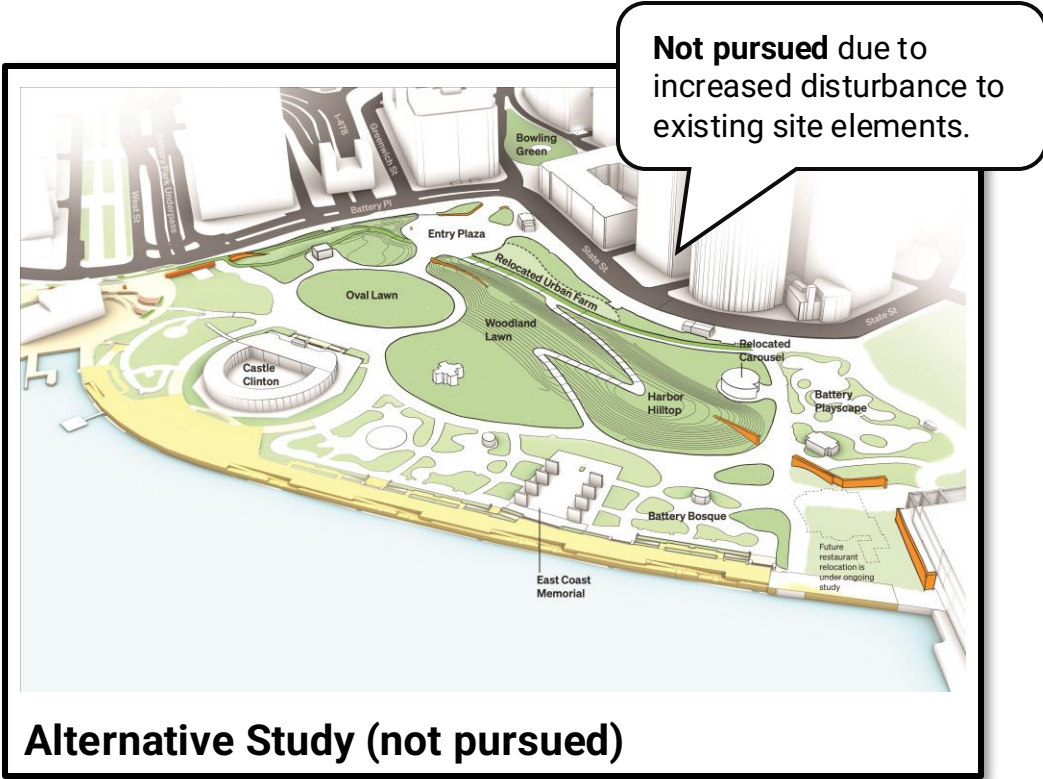 Not pursued due to
increased disturbance to
existing site elements.
Bowling
Green
I-478
Greenwich St
Battery Park Underpass
West St
Battery Pl
Entry Plaza
State St
Relocated Urban Farm
Oval Lawn
Woodland
Lawn
State St
Relocated
Carousel
Castle
Clinton
Harbor
Hilltop
Battery
Playscape
Battery Bosque
Future
restaurant
relocation is
under ongoing
study
East Coast
Memorial
Alternative Study (not pursued)